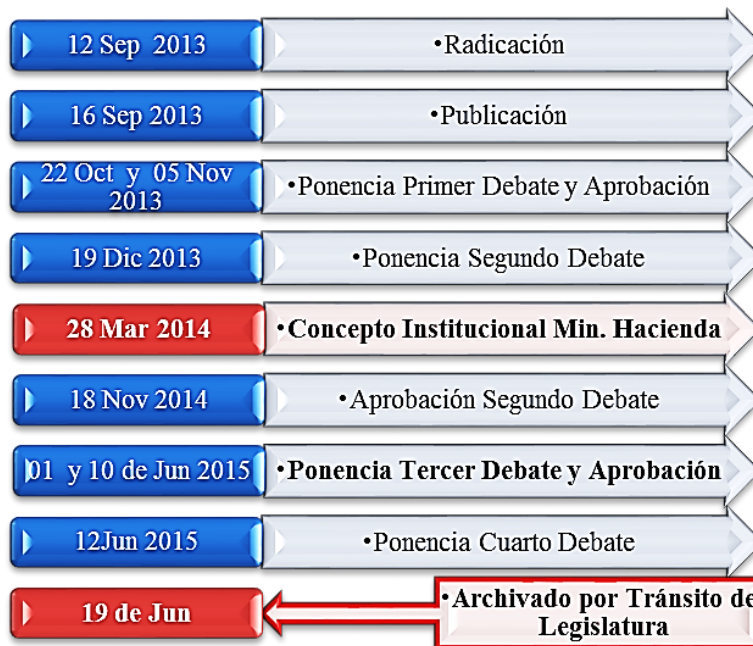 12 Sep 2013
•Radicación
16 Sep 2013
•Publicación
22 Oct y 05 Nov
2013
•Ponencia Primer Debate y Aprobación
19 Dic 2013
•Ponencia Segundo Debate
28 Mar 2014
•Concepto Institucional Min. Hacienda
18 Nov 2014
•Aprobación Segundo Debate
01 y 10 de Jun 2015
•Ponencia Tercer Debate y Aprobación
12Jun 2015
•Ponencia Cuarto Debate
19 de Jun
•Archivado por Tránsito de
Legislatura